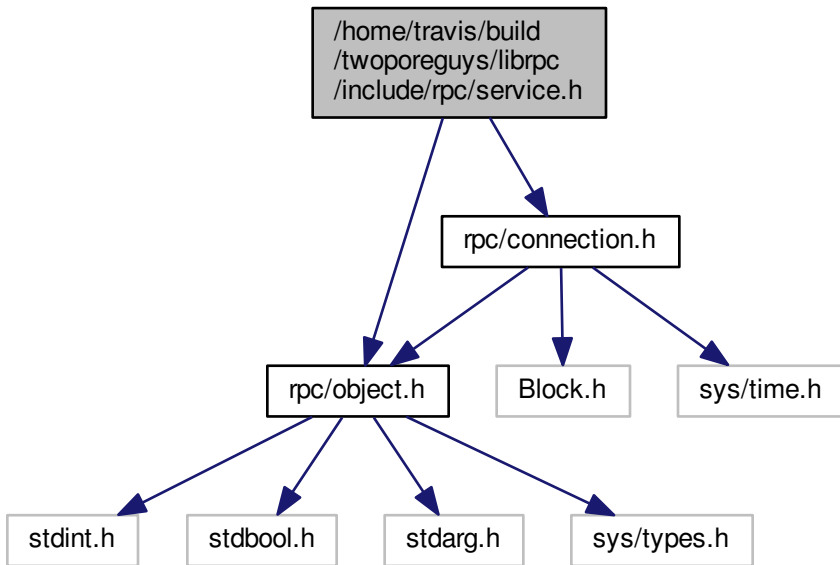 /home/travis/build
/twoporeguys/librpc
/include/rpc/service.h
rpc/connection.h
rpc/object.h
Block.h
sys/time.h
stdint.h
stdbool.h
stdarg.h
sys/types.h